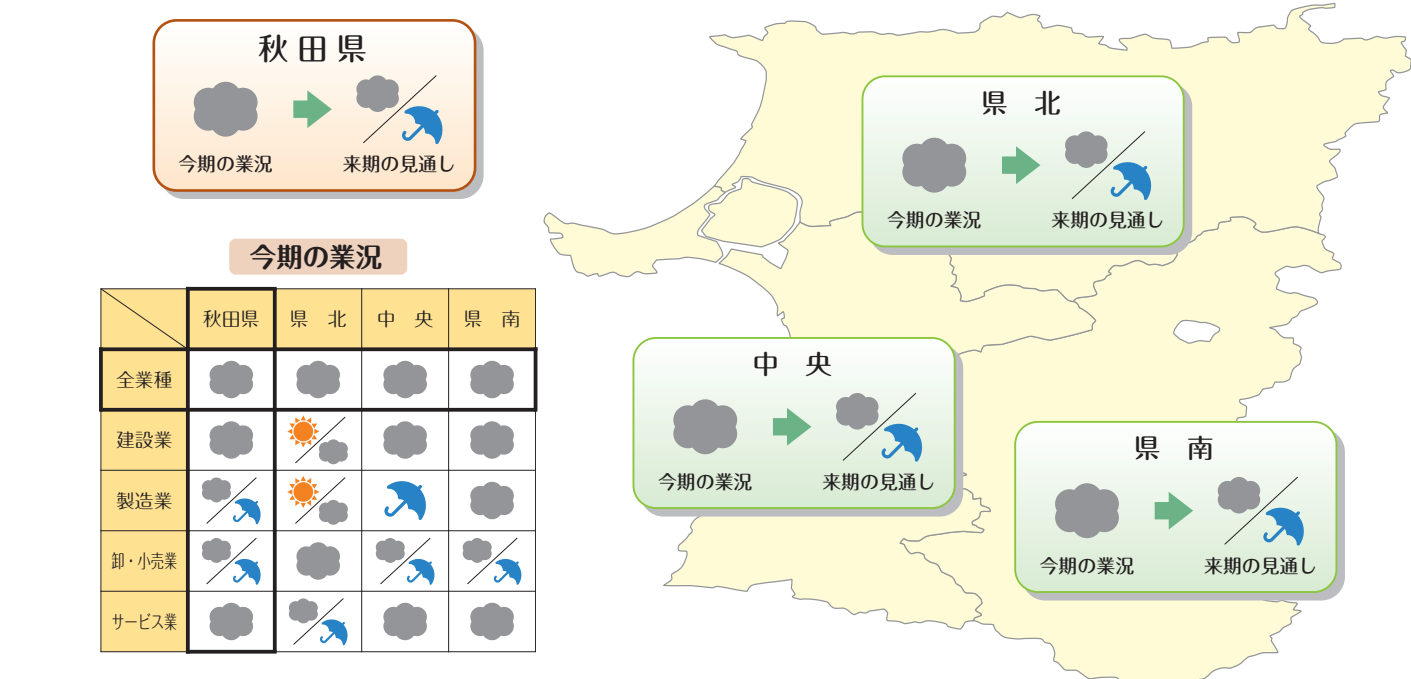 秋田県
今期の業況 来期の見通し
県 北
今期の業況 来期の見通し
今期の業況
秋田県 県 北 中 央 県 南
全業種
建設業
製造業
卸・小売業
サービス業
中 央
今期の業況 来期の見通し
県 南
今期の業況 来期の見通し